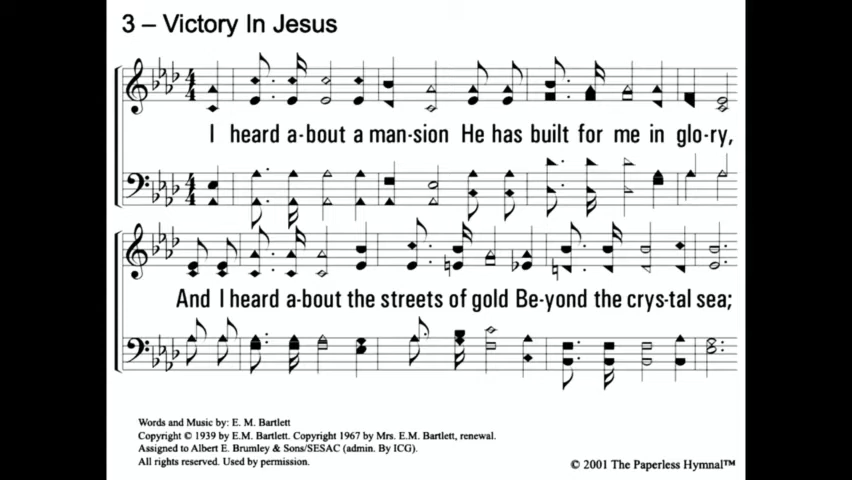 3 – Victory In Jesus
I heard a-bout a man-sion He has built for me in glo-ry,
And I heard a-bout the streets of gold Be-yond the crys-tal sea;
Words and Music by: E. M. Bartlett
Copyright © 1939 by E.M. Bartlett. Copyright 1967 by Mrs. E.M. Bartlett, renewal.
Assigned to Albert E. Brumley & Sons/SESAC (admin. By ICG).
All rights reserved. Used by permission.
© 2001 The Paperless Hymnal™